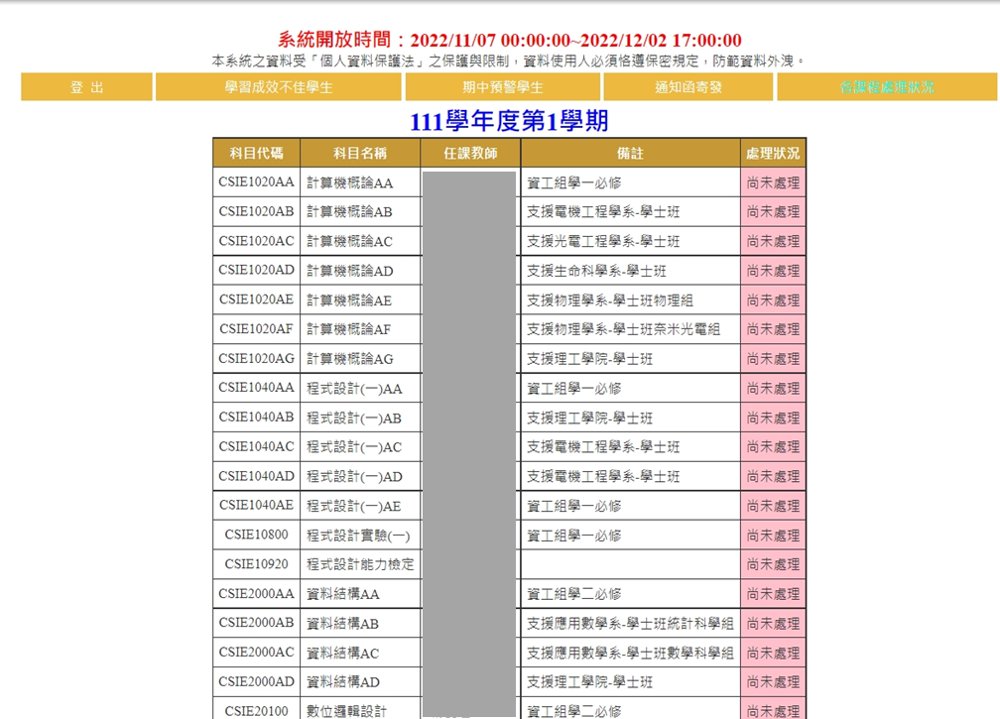 系統開放時間：2022/11/07 00:00:00~2022/12/02 17:00:00
本系統之資料受「個人資料保護法」之保護與限制，資料使用人必須恪遵保密規定，防範資料外洩。
登 出 學習成效不佳學生 期中預警學生 通知函寄發 各課程處理狀況
111學年度第1學期
科目代碼 科目名稱 任課教師 備註 處理狀況
CSIE1020AA 計算機概論AA 資工組學一必修 尚未處理
CSIE1020AB 計算機概論AB 支援電機工程學系-學士班 尚未處理
CSIE1020AC 計算機概論AC 支援光電工程學系-學士班 尚未處理
CSIE1020AD 計算機概論AD 支援生命科學系-學士班 尚未處理
CSIE1020AE 計算機概論AE 支援物理學系-學士班物理組 尚未處理
CSIE1020AF 計算機概論AF 支援物理學系-學士班奈米光電組 尚未處理
CSIE1020AG 計算機概論AG 支援理工學院-學士班 尚未處理
CSIE1040AA 程式設計(一)AA 資工組學一必修 尚未處理
CSIE1040AB 程式設計(一)AB 支援理工學院-學士班 尚未處理
CSIE1040AC 程式設計(一)AC 支援電機工程學系-學士班 尚未處理
CSIE1040AD 程式設計(一)AD 支援電機工程學系-學士班 尚未處理
CSIE1040AE 程式設計(一)AE 資工組學一必修 尚未處理
CSIE10800 程式設計實驗(一) 資工組學一必修 尚未處理
CSIE10920 程式設計能力檢定 尚未處理
CSIE2000AA 資料結構AA 資工組學二必修 尚未處理
CSIE2000AB 資料結構AB 支援應用數學系-學士班統計科學組 尚未處理
CSIE2000AC 資料結構AC 支援應用數學系-學士班數學科學組 尚未處理
CSIE2000AD 資料結構AD 支援理工學院-學士班 尚未處理
CSIE20100 數位邏輯設計 資工組學二必修 尚未處理